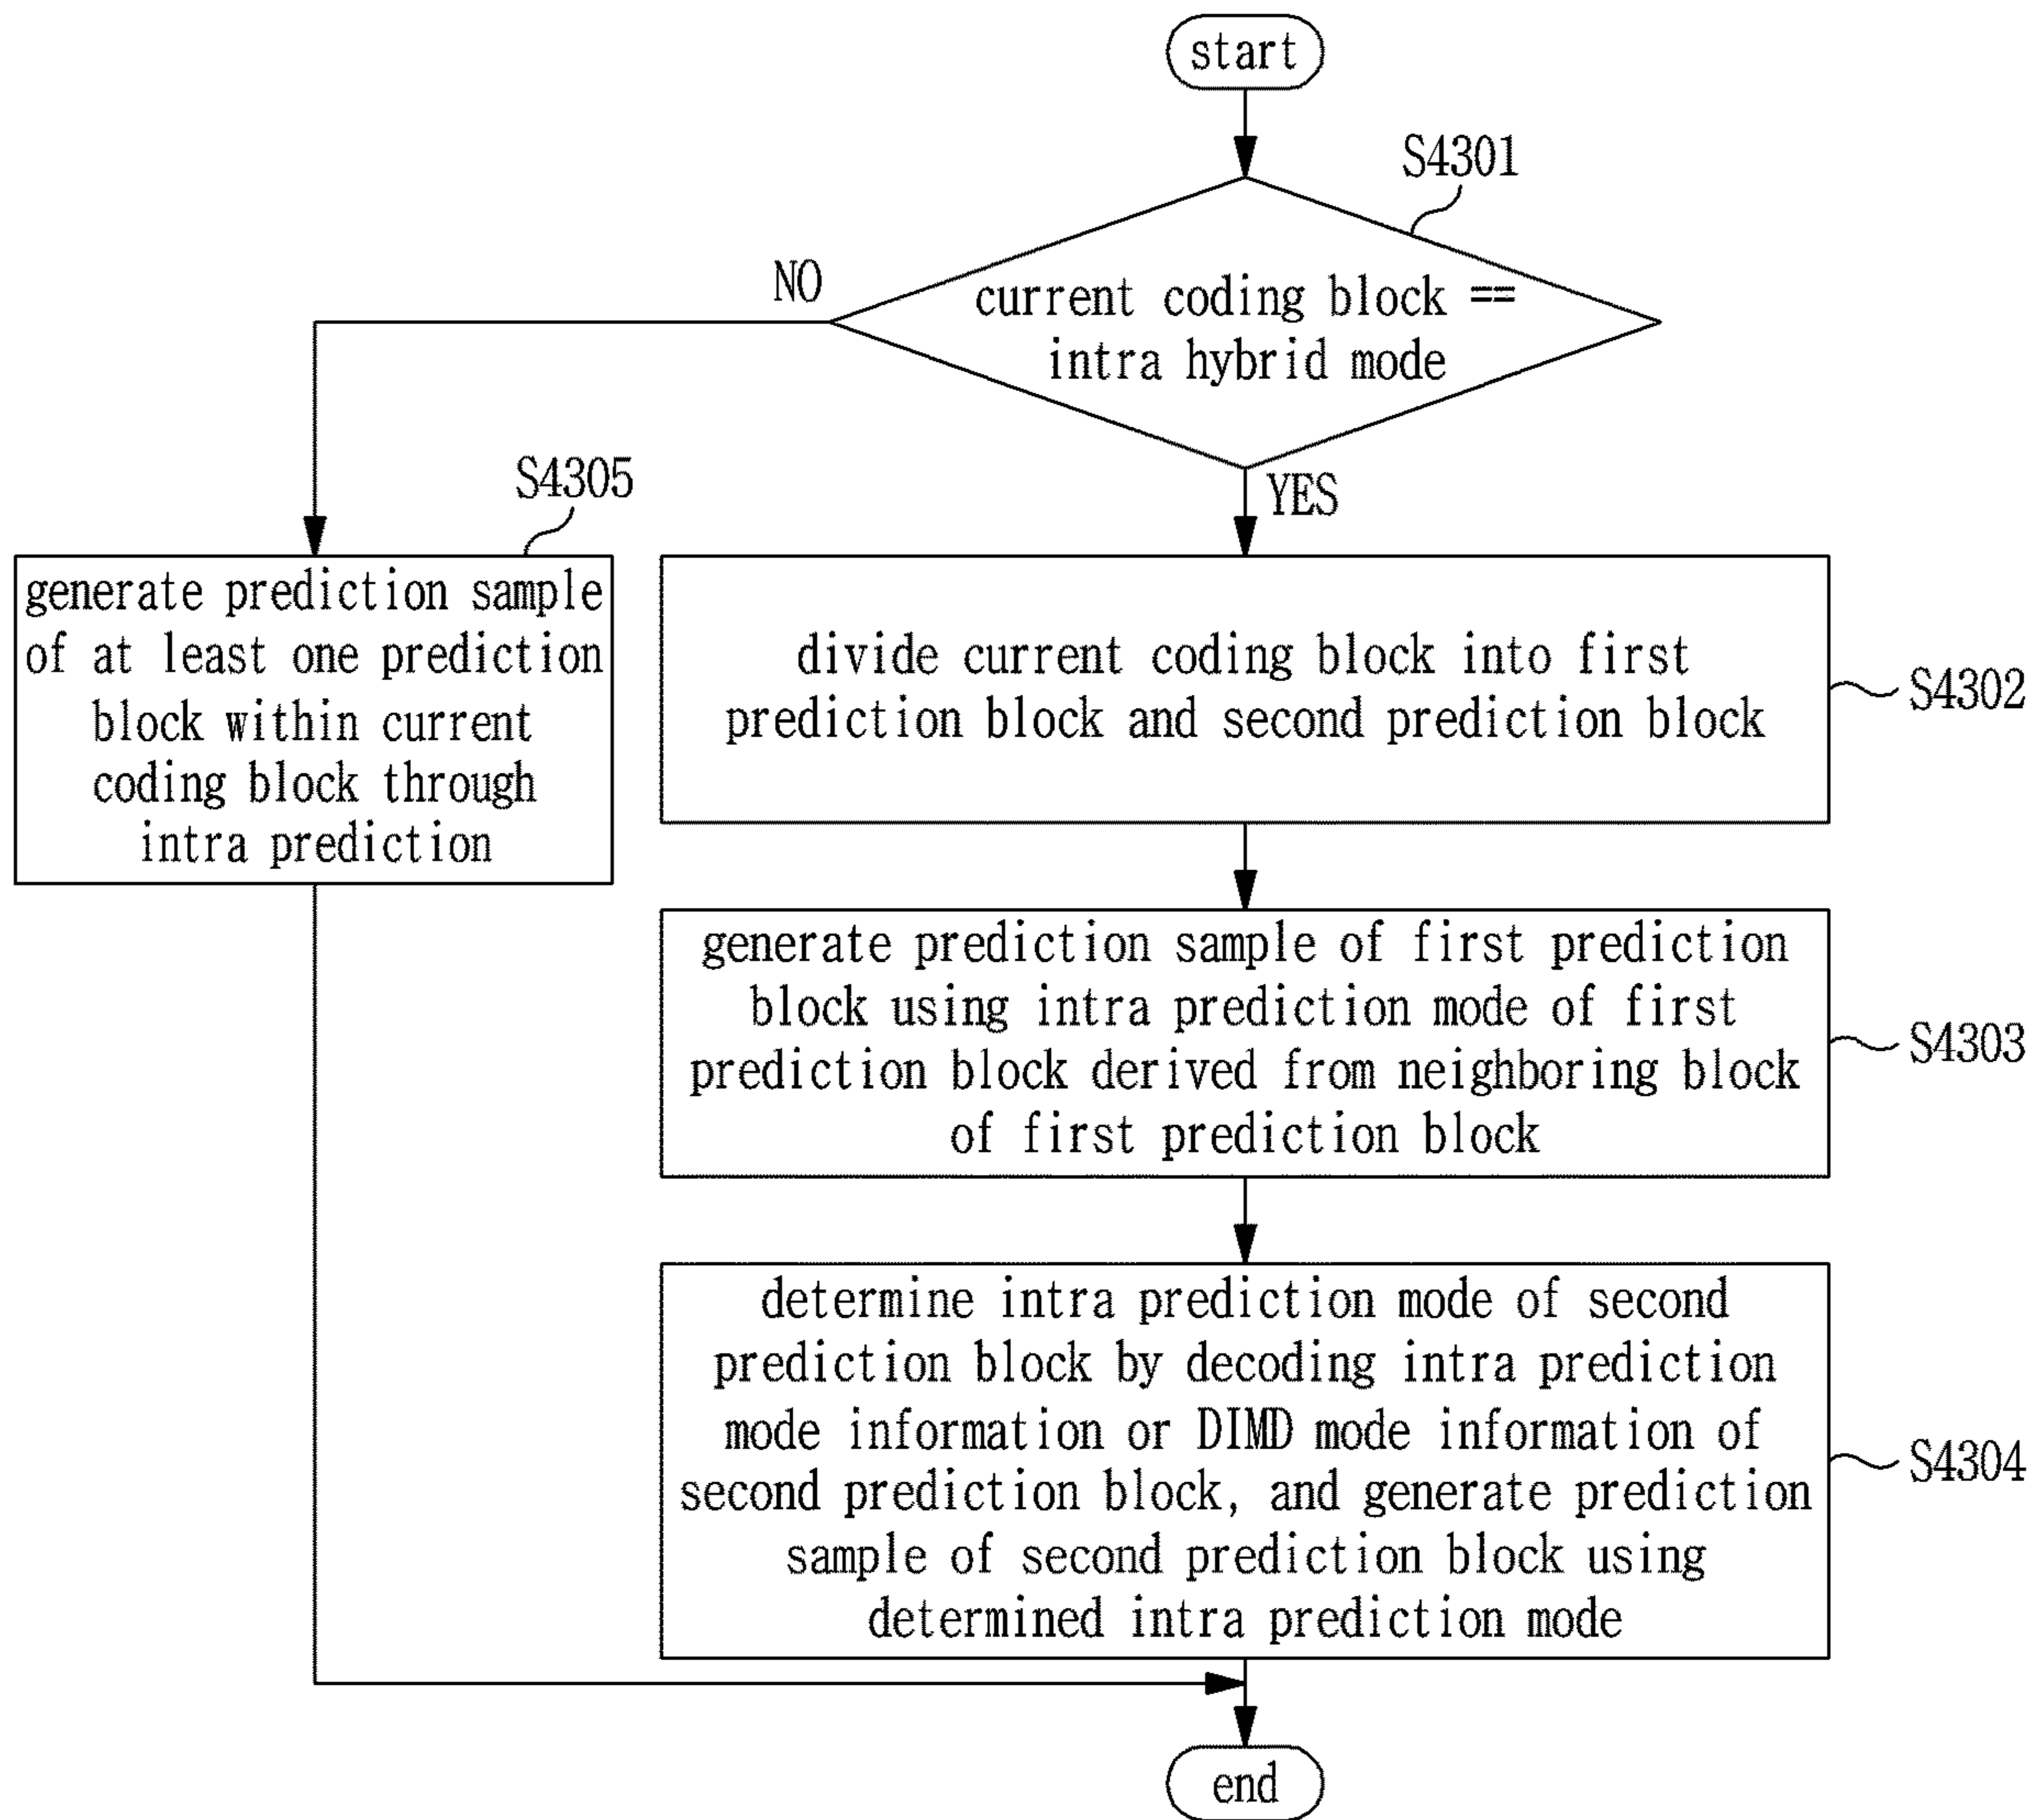 start
S4301
NO
current coding block ==
intra hybrid mode
YES
S4305
generate prediction sample
of at least one prediction
block within current
coding block through
intra prediction
divide current coding block into first
prediction block and second prediction block
S4302
generate prediction sample of first prediction
block using intra prediction mode of first
prediction block derived from neighboring block
of first prediction block
S4303
determine intra prediction mode of second
prediction block by decoding intra prediction
mode information or DIMD mode information of
second prediction block, and generate prediction
sample of second prediction block using
determined intra prediction mode
S4304
end